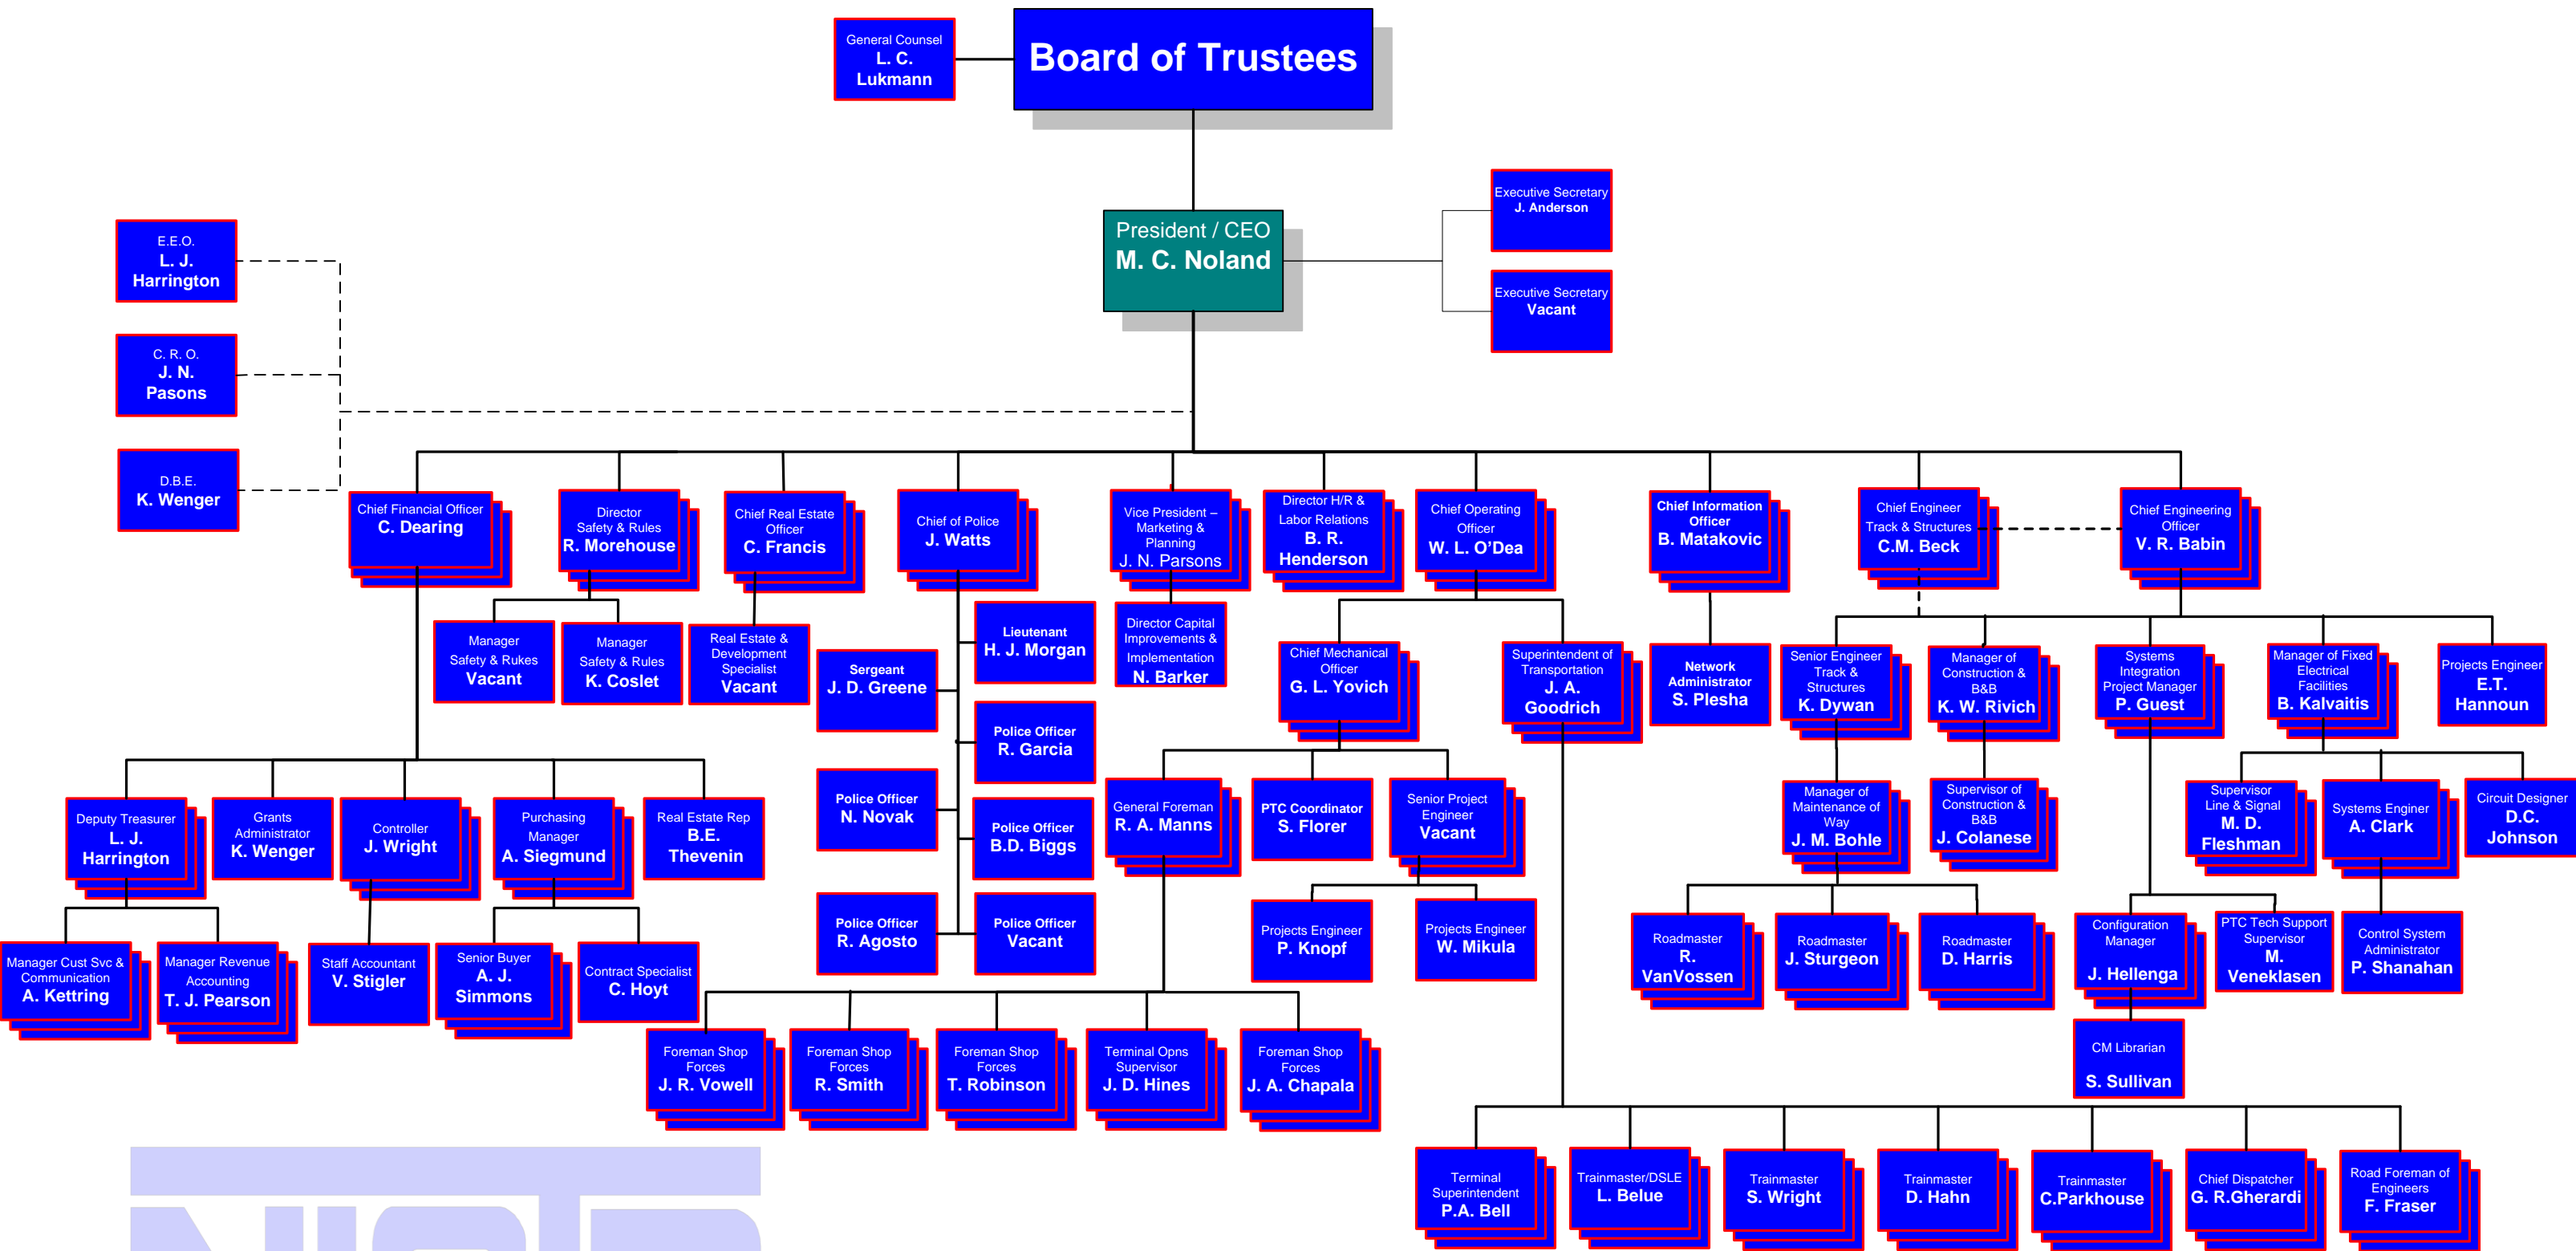 General Counsel
L. C.
Lukmann
Board of Trustees
Executive Secretary
J. Anderson
President / CEO
M. C. Noland
Executive Secretary
Vacant
E.E.O.
L. J.
Harrington
C. R. O.
J. N.
Pasons
D.B.E.
K. Wenger
Chief Financial Officer
C. Dearing
Director
Safety & Rules
R. Morehouse
Chief Real Estate
Officer
C. Francis
Chief of Police
J. Watts
Vice President –
Marketing &
Planning
J. N. Parsons
Director H/R &
Labor Relations
B. R.
Henderson
Chief Operating
Officer
W. L. O’Dea
Chief Information
Officer
B. Matakovic
Chief Engineer
Track & Structures
C.M. Beck
Chief Engineering
Officer
V. R. Babin
Manager
Safety & Rukes
Vacant
Manager
Safety & Rules
K. Coslet
Real Estate &
Development
Specialist
Vacant
Sergeant
J. D. Greene
Lieutenant
H. J. Morgan
Director Capital
Improvements &
Implementation
N. Barker
Chief Mechanical
Officer
G. L. Yovich
Superintendent of
Transportation
J. A.
Goodrich
Network
Administrator
S. Plesha
Senior Engineer
Track &
Structures
K. Dywan
Manager of
Construction &
B&B
K. W. Rivich
Systems
Integration
Project Manager
P. Guest
Manager of Fixed
Electrical
Facilities
B. Kalvaitis
Projects Engineer
E.T.
Hannoun
Police Officer
R. Garcia
Police Officer
N. Novak
Police Officer
B.D. Biggs
Police Officer
R. Agosto
Police Officer
Vacant
Deputy Treasurer
L. J.
Harrington
Grants
Administrator
K. Wenger
Controller
J. Wright
Purchasing
Manager
A. Siegmund
Real Estate Rep
B.E.
Thevenin
General Foreman
R. A. Manns
PTC Coordinator
S. Florer
Senior Project
Engineer
Vacant
Manager of
Maintenance of
Way
J. M. Bohle
Supervisor of
Construction &
B&B
J. Colanese
Supervisor
Line & Signal
M. D.
Fleshman
Systems Enginer
A. Clark
Circuit Designer
D.C.
Johnson
Manager Cust Svc &
Communication
A. Kettring
Manager Revenue
Accounting
T. J. Pearson
Staff Accountant
V. Stigler
Senior Buyer
A. J.
Simmons
Contract Specialist
C. Hoyt
Projects Engineer
P. Knopf
Projects Engineer
W. Mikula
Roadmaster
R.
VanVossen
Roadmaster
J. Sturgeon
Roadmaster
D. Harris
Configuration
Manager
J. Hellenga
PTC Tech Support
Supervisor
M.
Veneklasen
Control System
Administrator
P. Shanahan
CM Librarian
S. Sullivan
Foreman Shop
Forces
J. R. Vowell
Foreman Shop
Forces
R. Smith
Foreman Shop
Forces
T. Robinson
Terminal Opns
Supervisor
J. D. Hines
Foreman Shop
Forces
J. A. Chapala
Terminal
Superintendent
P.A. Bell
Trainmaster/DSLE
L. Belue
Trainmaster
S. Wright
Trainmaster
D. Hahn
Trainmaster
C.Parkhouse
Chief Dispatcher
G. R.Gherardi
Road Foreman of
Engineers
F. Fraser